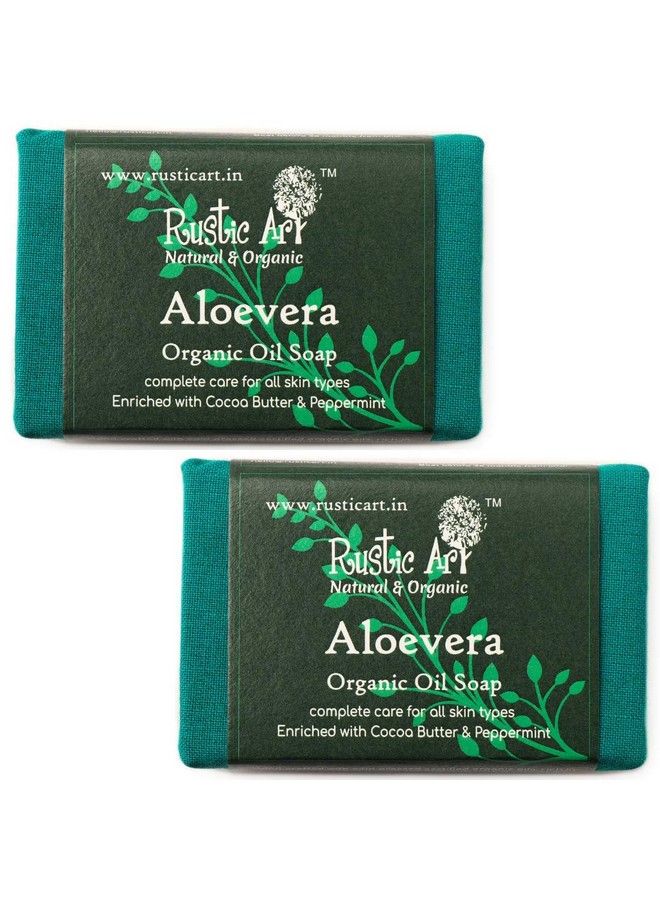 www.rusticart.in
TM
Rustic Art
Natural & Organic
Aloevera
Organic Oil Soap
complete care for all skin types
Enriched with Cocoa Butter & Peppermint
www.rusticart.in
TM
Rustic Art
Natural & Organic
Aloevera
Organic Oil Soap
complete care for all skin types
Enriched with Cocoa Butter & Peppermint